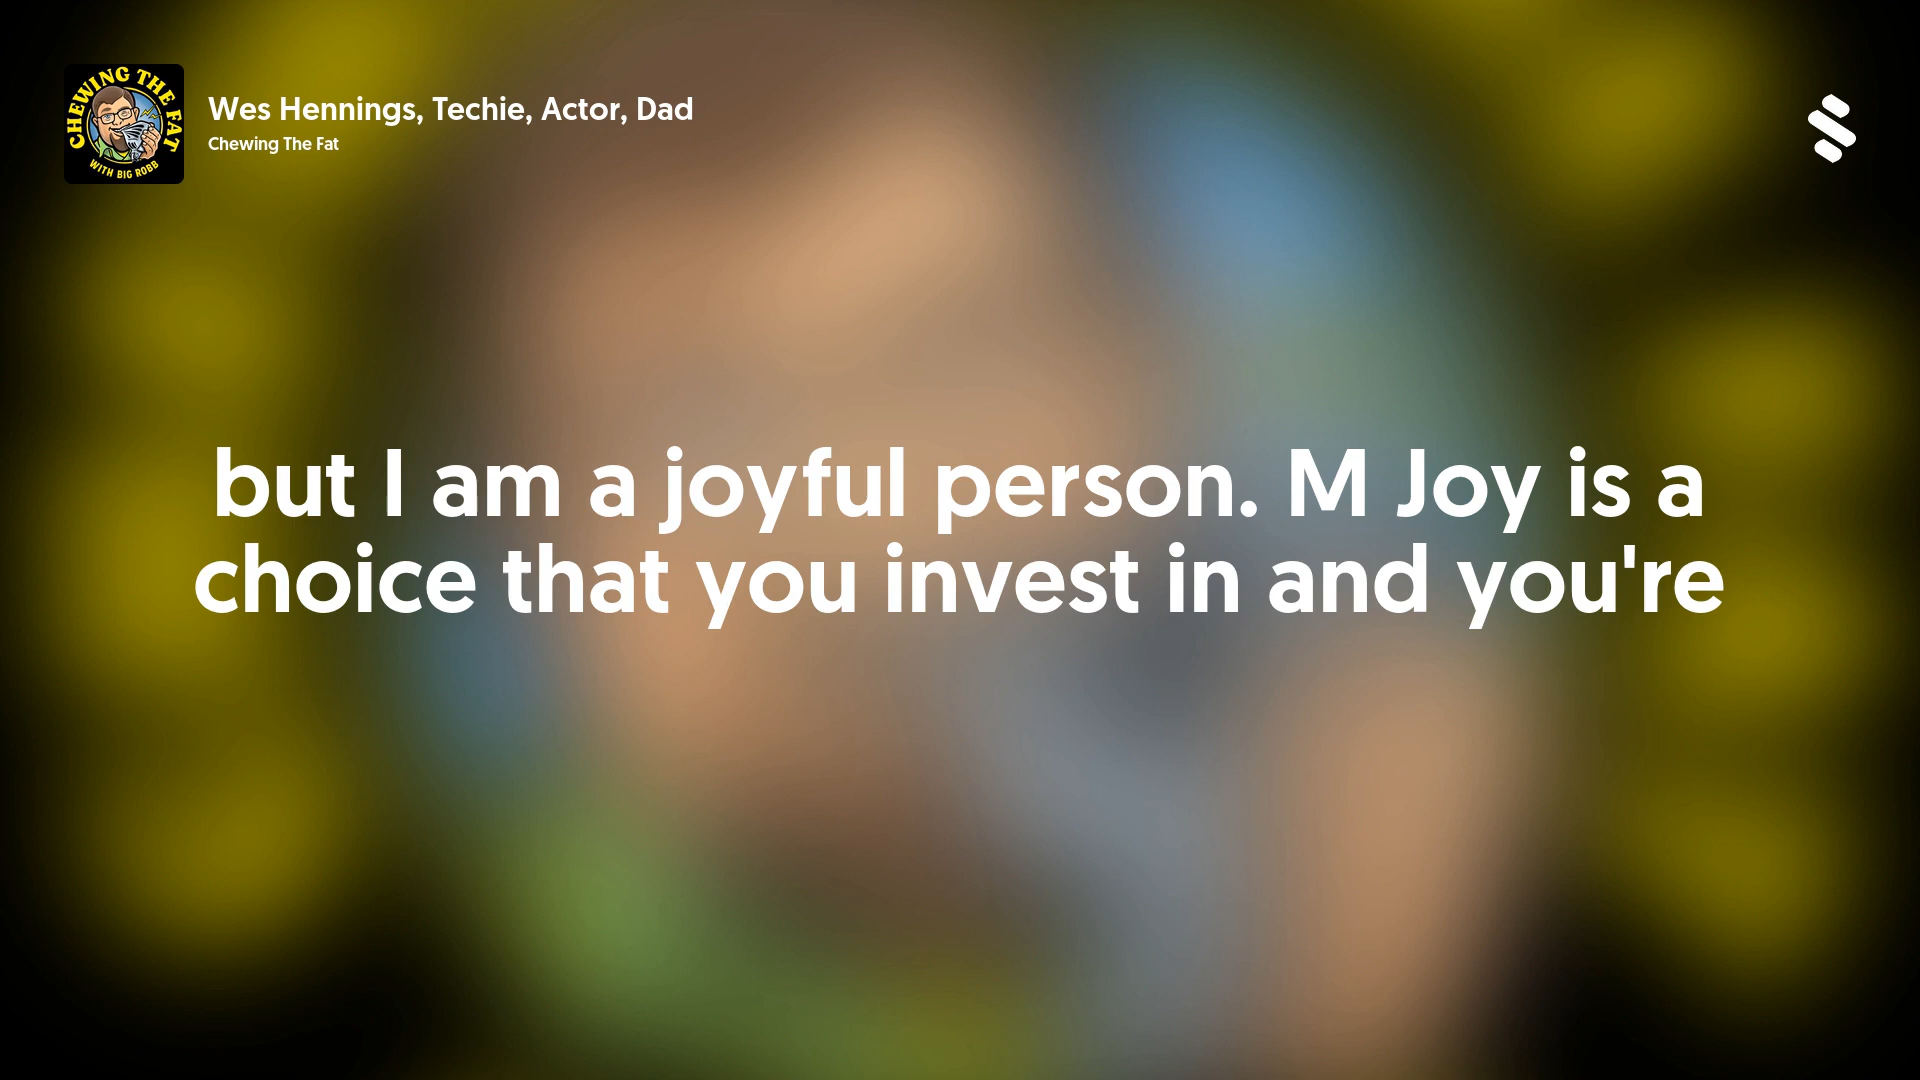 CHEWING THE FAT
WITH BIG ROBB
Wes Hennings, Techie, Actor, Dad
Chewing The Fat
but I am a joyful person. M Joy is a
choice that you invest in and you're